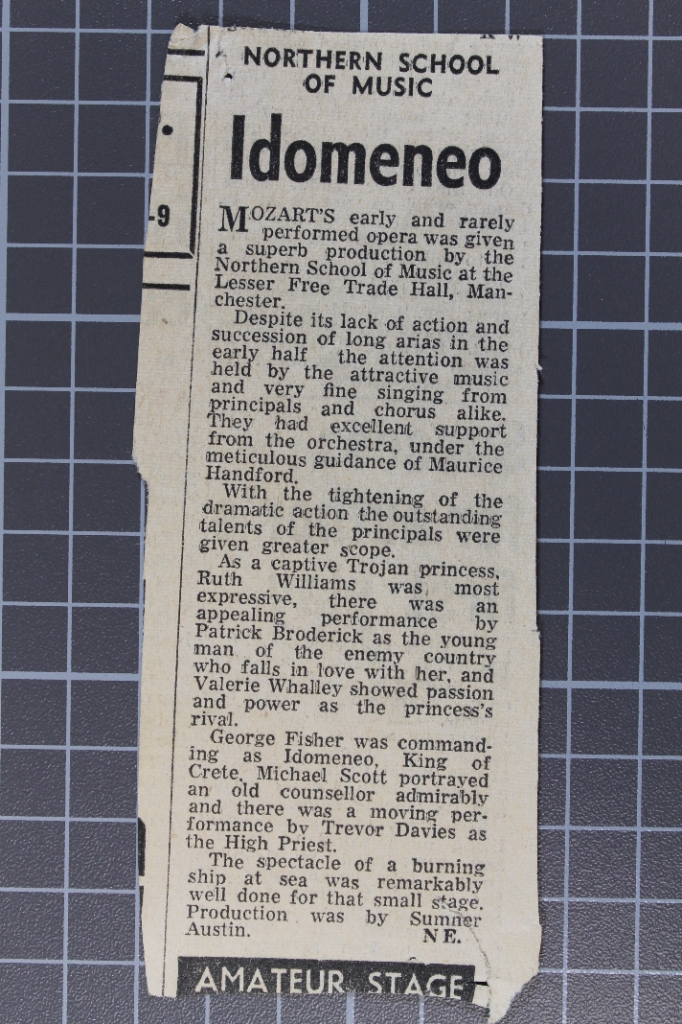 NORTHERN SCHOOL
OF MUSIC
Idomeneo
-9
MOZART'S early and rarely
performed opera was given
a superb production by the
Northern School of Music at the
Lesser Free Trade Hall, Man-
chester.
Despite its lack of action and
succession of long arias in the
early half the attention was
held by the attractive music
and very fine singing from
principals and chorus alike.
They had excellent support
from the orchestra, under the
meticulous guidance of Maurice
Handford.
With the tightening of the
dramatic action the outstanding
talents of the principals were
given greater scope.
As a captive Trojan princess,
Ruth Williams was most
expressive, there was an
appealing performance by
Patrick Broderick as the young
man of the enemy country
who falls in love with her, and
Valerie Whalley showed passion
and power as the princess's
rival.
George Fisher was command-
ing as Idomeneo, King of
Crete. Michael Scott portrayed
an old counsellor admirably
and there was a moving per-
formance by Trevor Davies as
the High Priest.
The spectacle of a burning
ship at sea was remarkably
well done for that small stage.
Production was by Sumner
Austin. NE.
AMATEUR STAGE